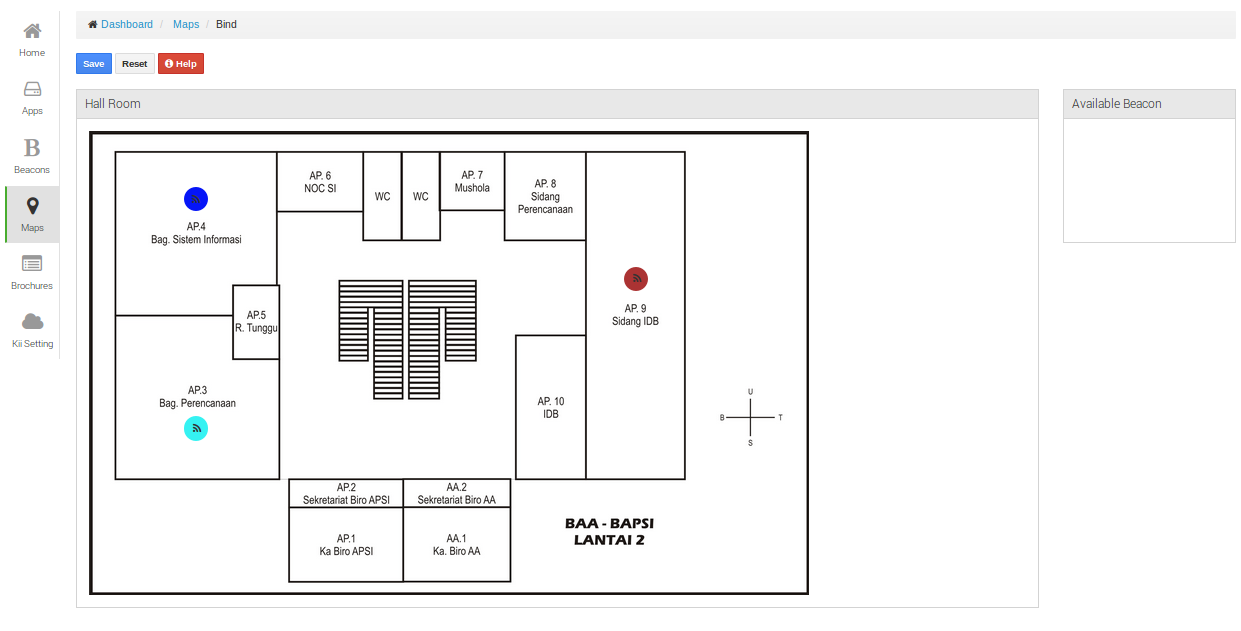 Dashboard / Maps / Bind
Home
Save Reset Help
Apps
Hall Room
Available Beacon
B
Beacons
Maps
Brochures
Kii Setting
AP. 6
NOC SI
WC
WC
AP. 7
Mushola
AP. 8
Sidang
Perencanaan
AP.4
Bag. Sistem Informasi
AP. 9
Sidang IDB
AP.5
R. Tunggu
AP.3
Bag. Perencanaan
AP. 10
IDB
U
B T
S
AP.2
Sekretariat Biro APSI
AA.2
Sekretariat Biro AA
AP.1
Ka Biro APSI
AA.1
Ka. Biro AA
BAA - BAPSI
LANTAI 2